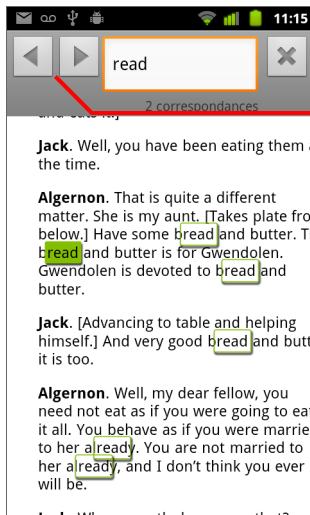 11:15
read
2 correspondances
and eats it.]
Jack. Well, you have been eating them a
the time.
Algernon. That is quite a different
matter. She is my aunt. [Takes plate fro
below.] Have some bread and butter. T
bread and butter is for Gwendolen.
Gwendolen is devoted to bread and
butter.
Jack. [Advancing to table and helping
himself.] And very good bread and butt
it is too.
Algernon. Well, my dear fellow, you
need not eat as if you were going to eat
it all. You behave as if you were marrie
to her already. You are not married to
her already, and I don't think you ever
will be.